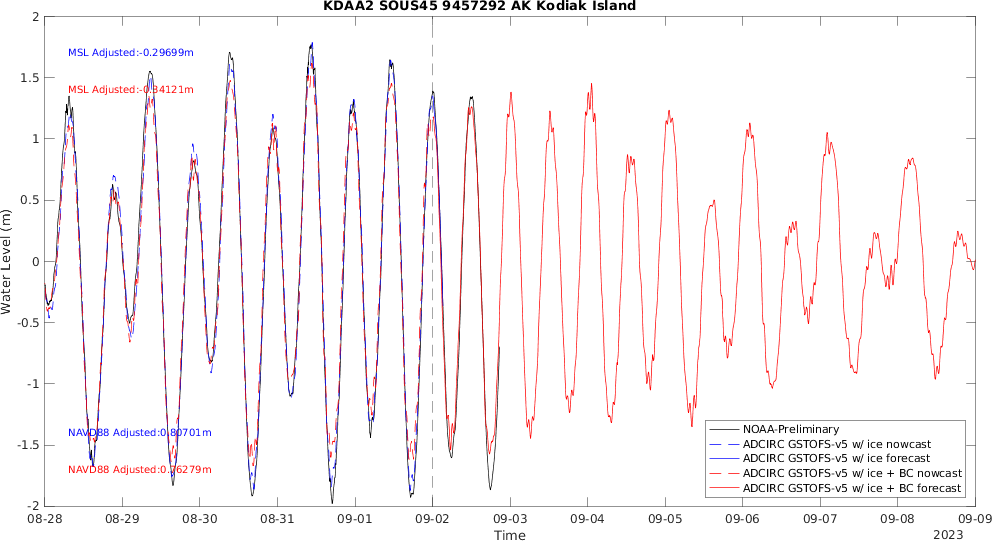 KDAA2 SOUS45 9457292 AK Kodiak Island
2
1.5
1
0.5
0
-0.5
-1
-1.5
-2
Water Level (m)
MSL Adjusted:-0.29699m
MSL Adjusted:-0.34121m
NAVD88 Adjusted:0.80701m
NAVD88 Adjusted:0.76279m
NOAA-Preliminary
ADCIRC GSTOFS-v5 w/ ice nowcast
ADCIRC GSTOFS-v5 w/ ice forecast
ADCIRC GSTOFS-v5 w/ ice + BC nowcast
ADCIRC GSTOFS-v5 w/ ice + BC forecast
08-28 08-29 08-30 08-31 09-01 09-02 09-03 09-04 09-05 09-06 09-07 09-08 09-09
Time
2023